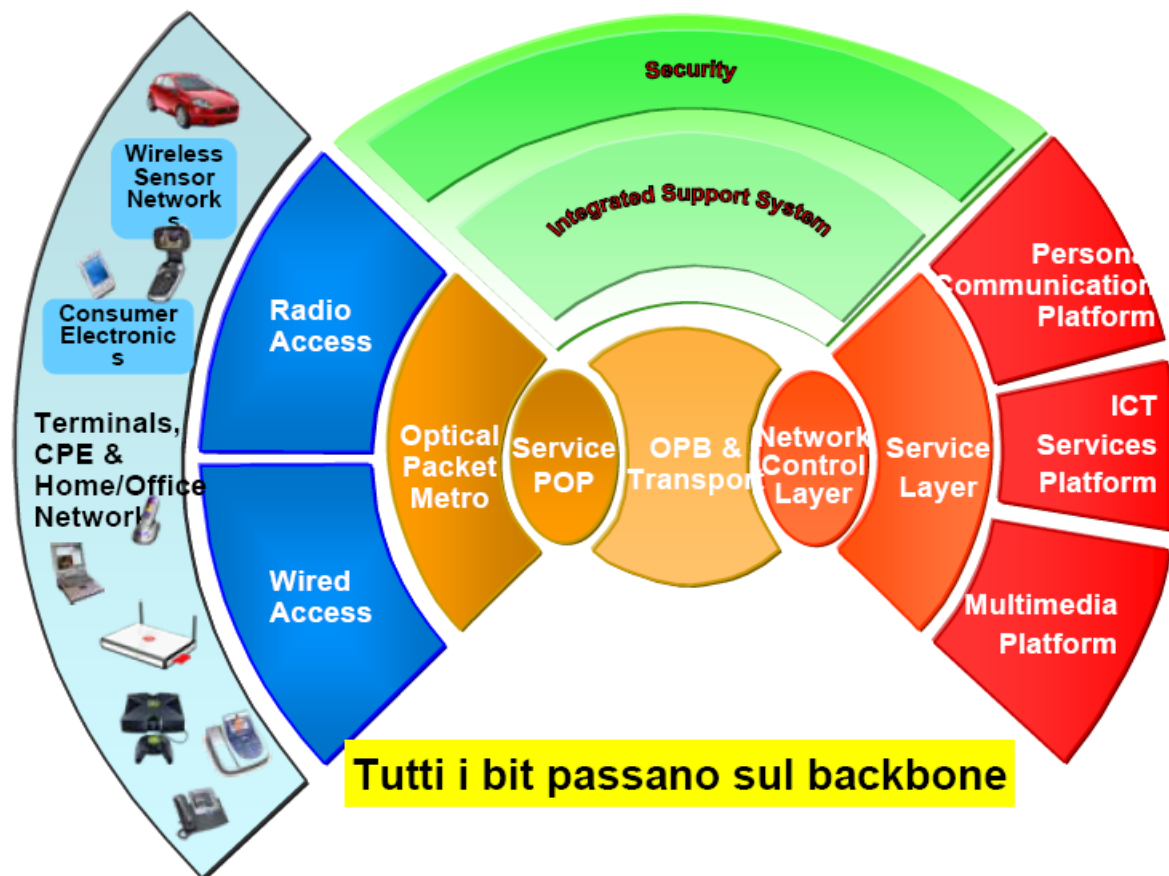 Security
Integrated Support System
Wireless
Sensor
Network
s
Consumer
Electronic
s
Terminals,
CPE &
Home/Office
Network
Radio
Access
Wired
Access
Optical
Packet
Metro
Service
POP
OPB &
Transport
Network
Control
Layer
Service
Layer
Persona
Communication
Platform
ICT
Services
Platform
Multimedia
Platform
Tutti i bit passano sul backbone